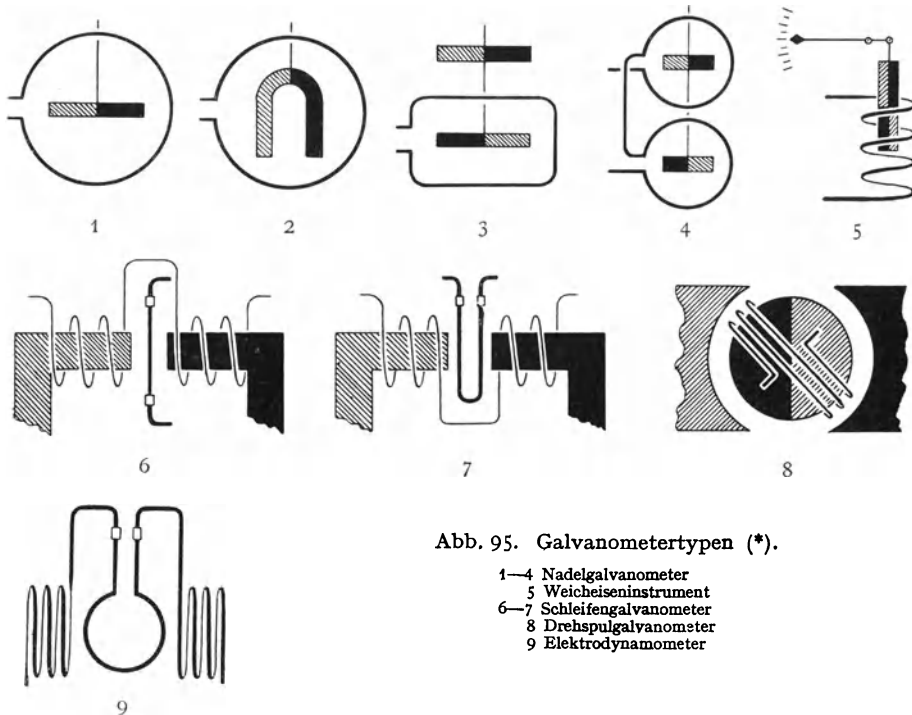 1
2
3
4
5
6
7
8
9
Abb. 95. Galvanometertypen (*).
1—4 Nadelgalvanometer
5 Weicheiseninstrument
6—7 Schleifengalvanometer
8 Drehspulgalvanometer
9 Elektrodynamometer